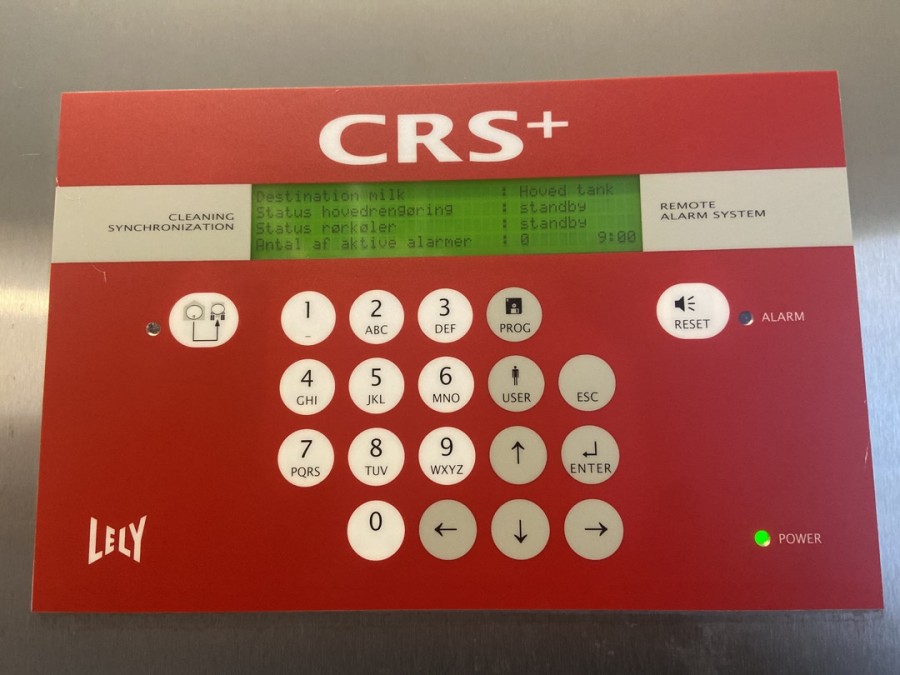 CRS+
CLEANING
SYNCHRONIZATION
Destination milk : Hoved tank
Status hovedrengøring : standby
Status rørkøler : standby
Antal af aktive alarmer : 0 9:00
REMOTE
ALARM SYSTEM
1
_
2
ABC
3
DEF
PROG
RESET
ALARM
4
GHI
5
JKL
6
MNO
USER
ESC
7
PQRS
8
TUV
9
WXYZ
↑
ENTER
0
←
↓
→
LELY
POWER